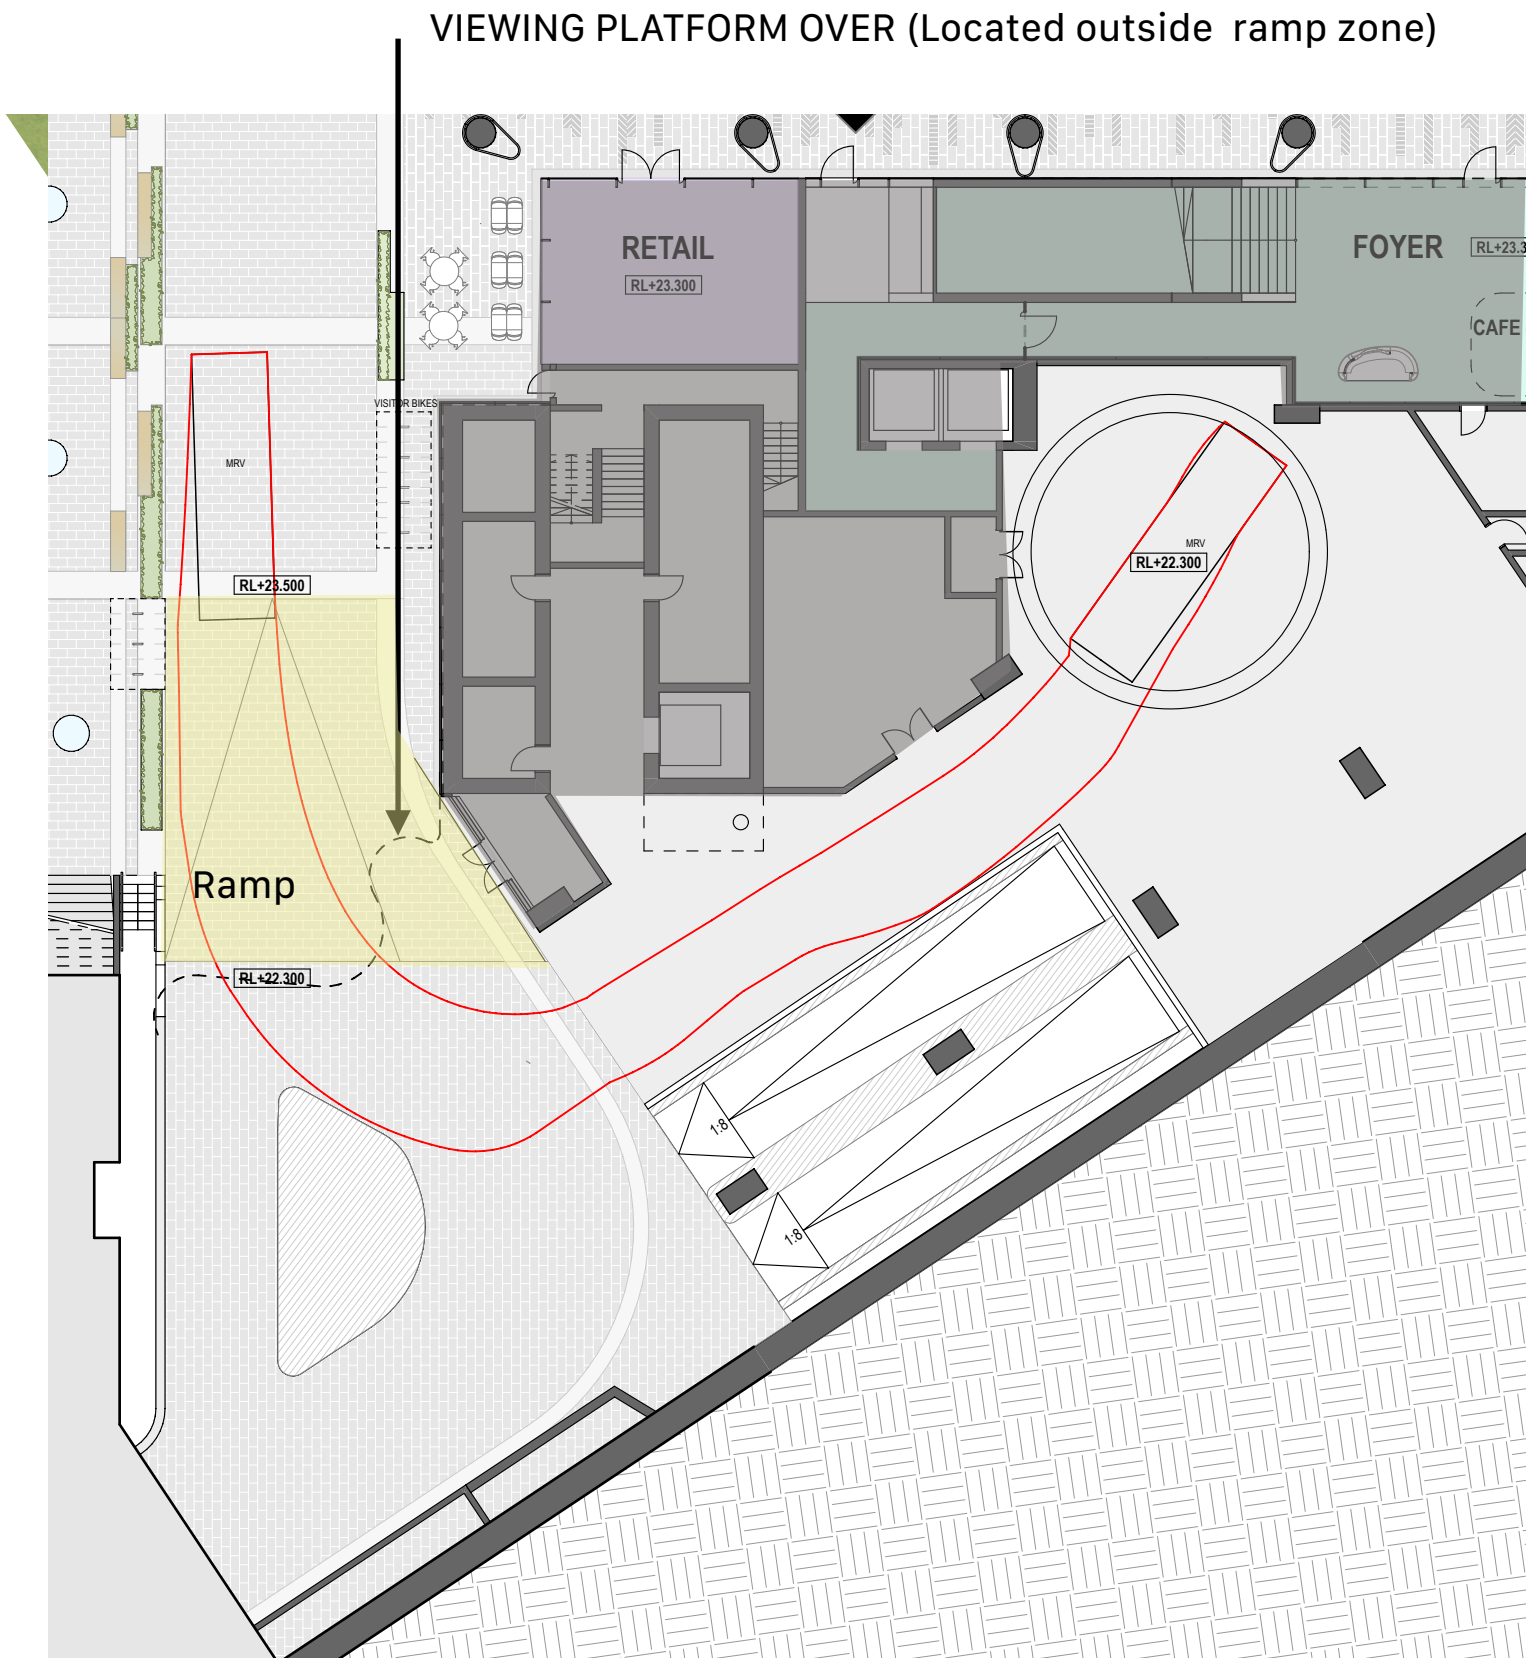 VIEWING PLATFORM OVER (Located outside ramp zone)
RETAIL
RL+23.300
FOYER
RL+23.3
CAFE
VISITOR BIKES
MRV
MRV
RL+22.300
RL+23.500
Ramp
RL+22.300
1:8
1:8